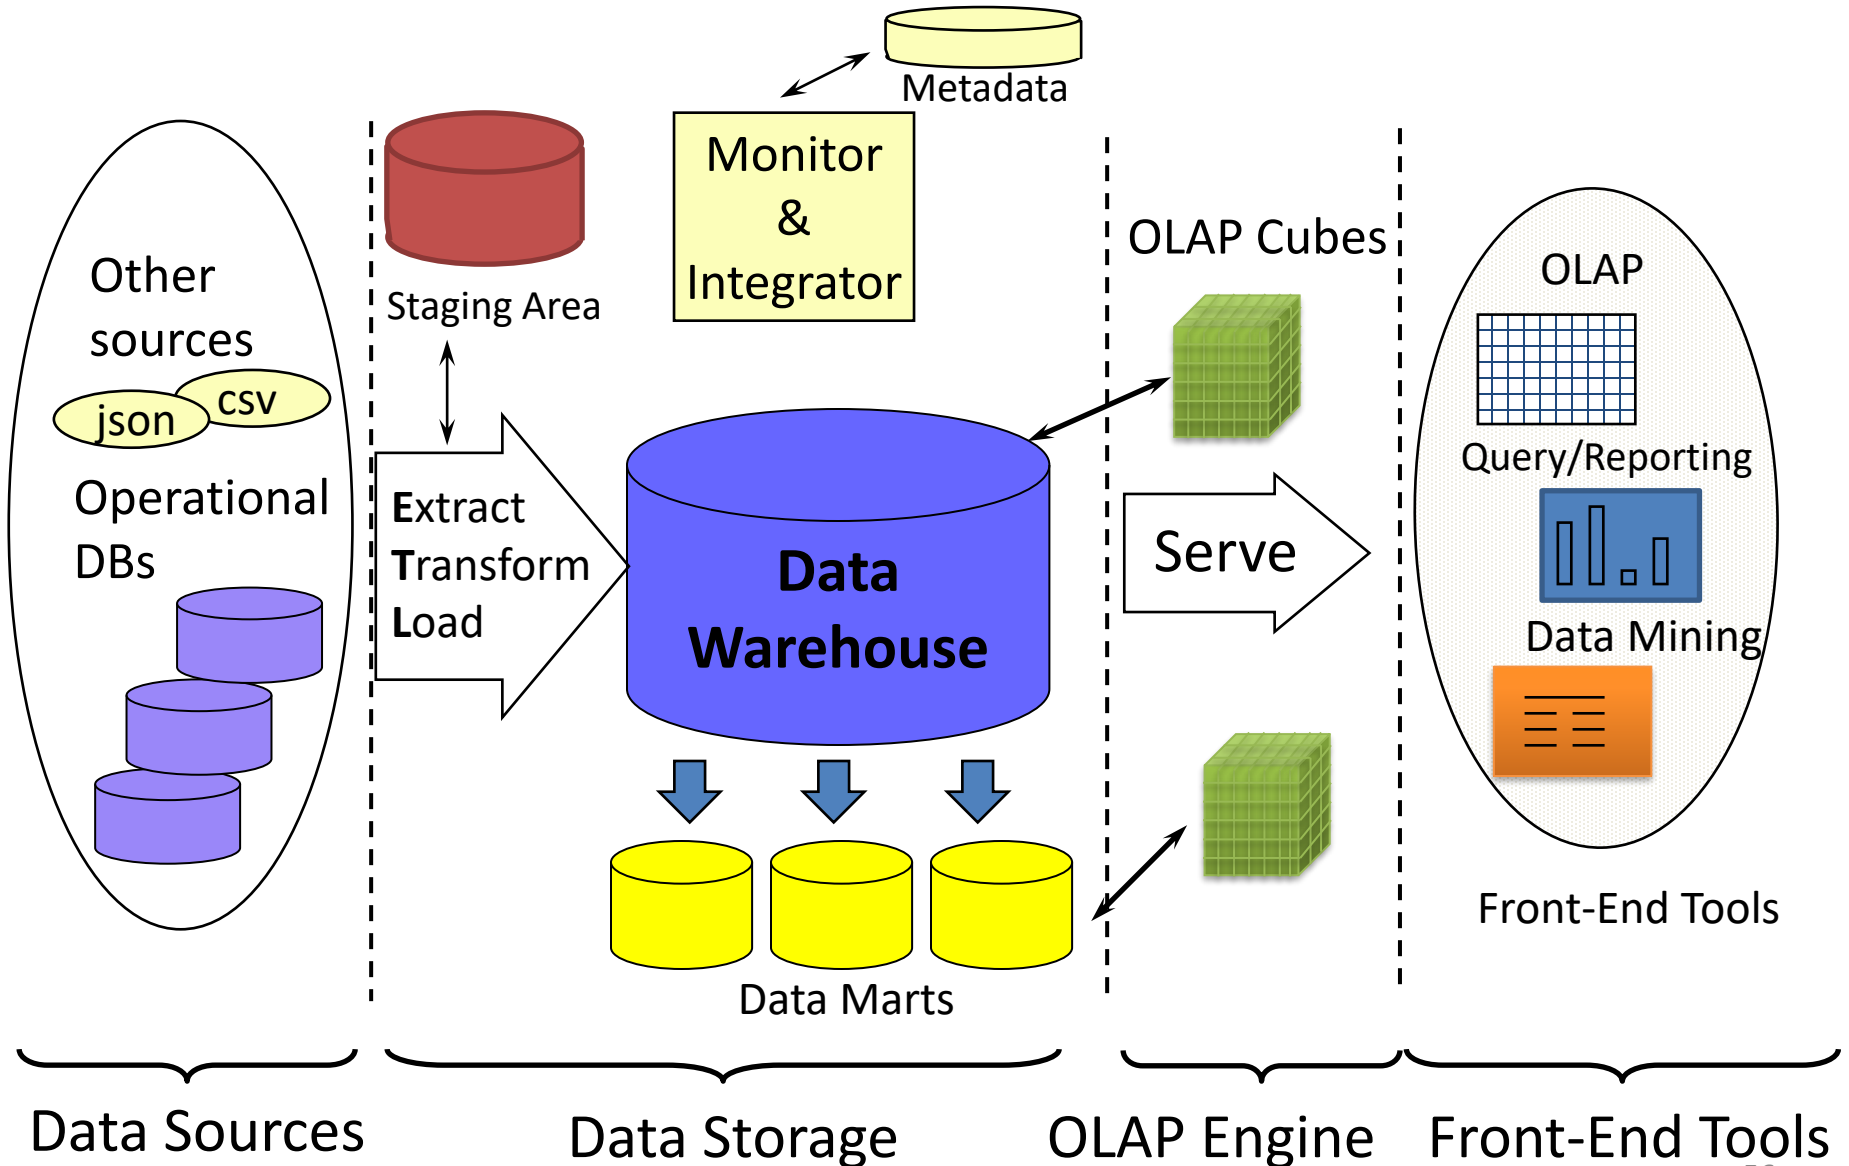 Metadata
Monitor
&
Integrator
Staging Area
Other
sources
json
csv
Operational
DBs
Extract
Transform
Load
Data
Warehouse
Data Marts
OLAP Cubes
Serve
OLAP
Query/Reporting
Data Mining
Front-End Tools
Data Sources
Data Storage
OLAP Engine
Front-End Tools